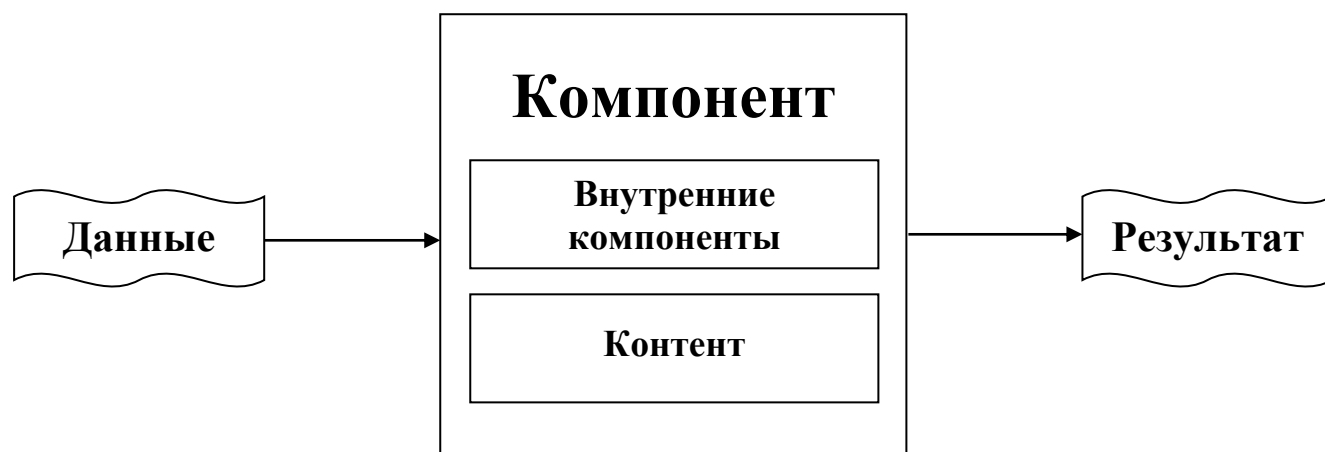 Компонент
Внутренние
компоненты
Данные
Результат
Контент